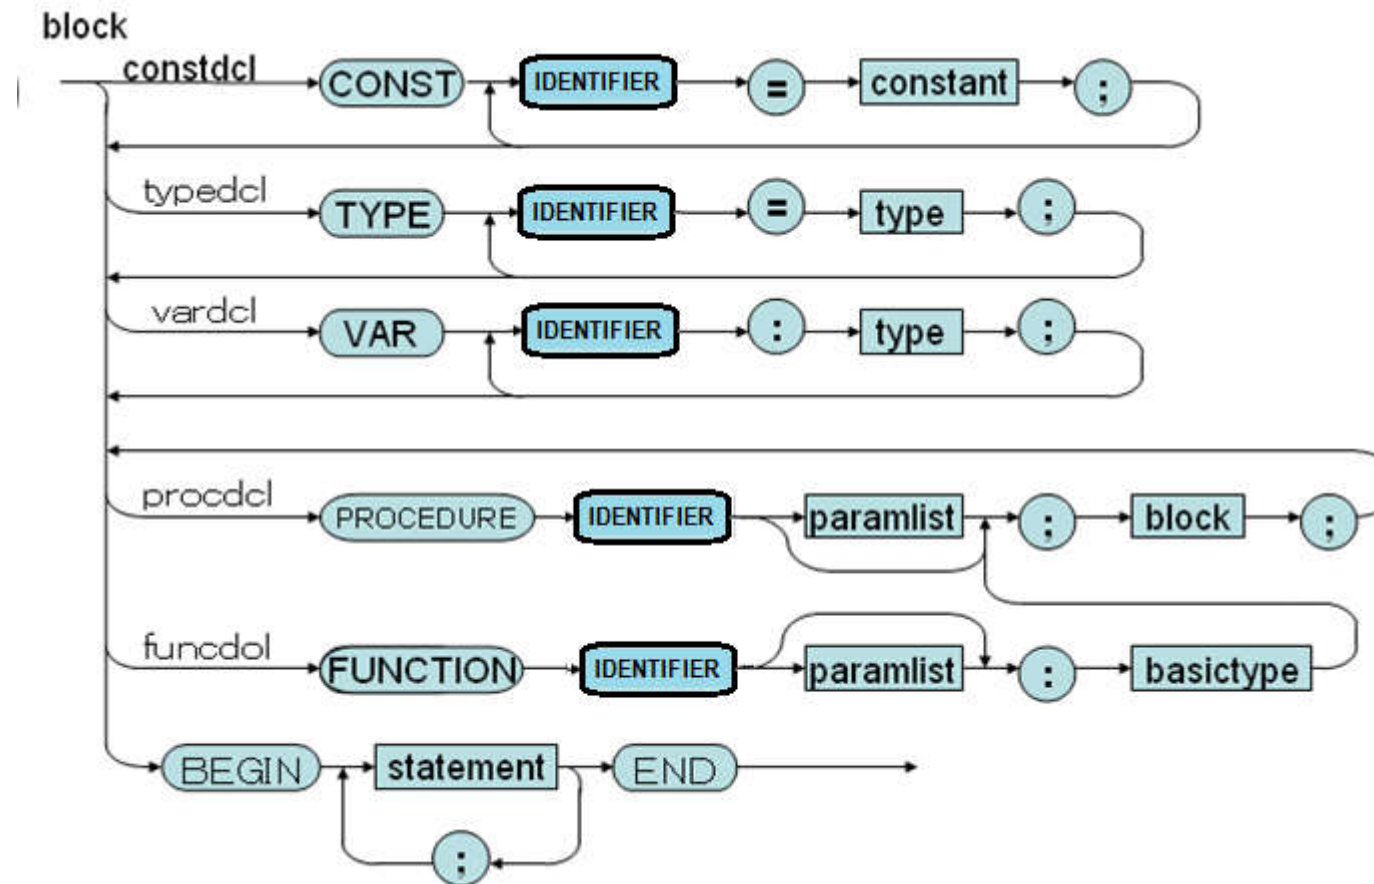 block
constdcl CONST IDENTIFIER = constant ;
typedcl TYPE IDENTIFIER = type ;
vardcl VAR IDENTIFIER : type ;
procdcl PROCEDURE IDENTIFIER paramlist ; block ;
funcdol FUNCTION IDENTIFIER paramlist : basictype
BEGIN statement END
;